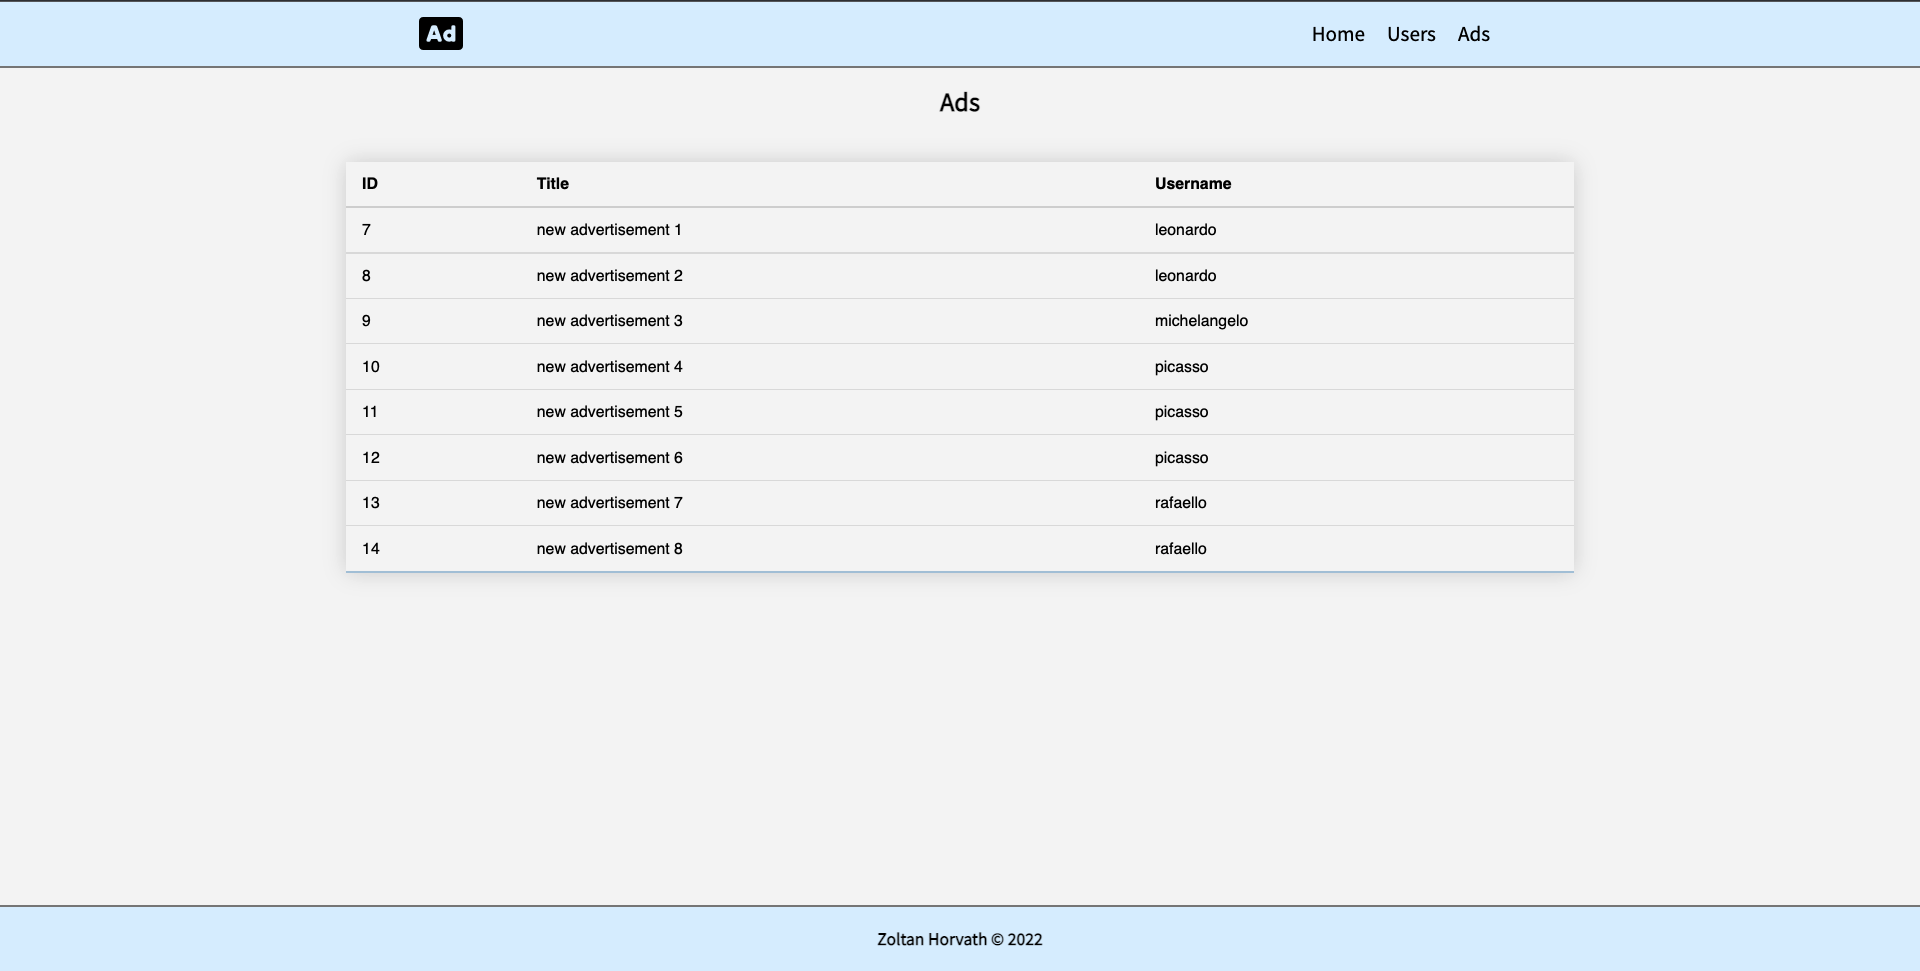 Ad Home Users Ads
Ads
ID Title Username
7 new advertisement 1 leonardo
8 new advertisement 2 leonardo
9 new advertisement 3 michelangelo
10 new advertisement 4 picasso
11 new advertisement 5 picasso
12 new advertisement 6 picasso
13 new advertisement 7 rafaello
14 new advertisement 8 rafaello
Zoltan Horvath © 2022